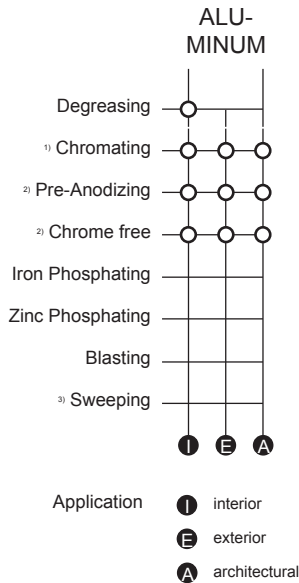 ALU-
MINUM
Degreasing
1) Chromating
2) Pre-Anodizing
2) Chrome free
Iron Phosphating
Zinc Phosphating
Blasting
3) Sweeping
I E A
Application I interior
E exterior
A architectural